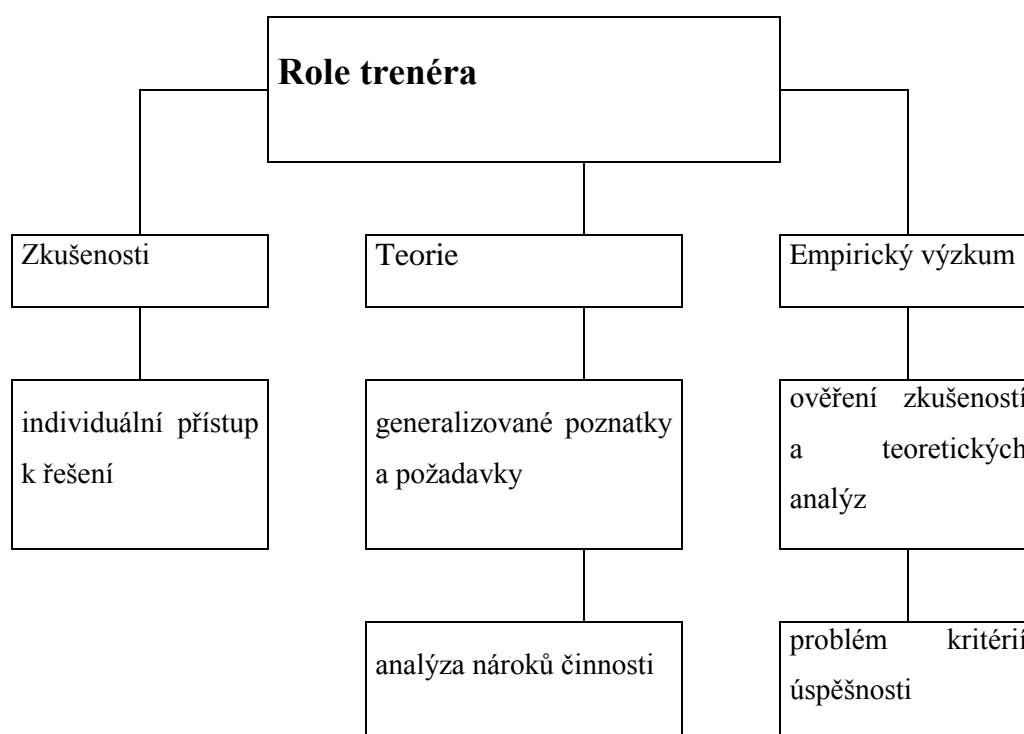 Role trenéra
Zkušenosti
Teorie
Empirický výzkum
individuální přístup
k řešení
generalizované poznatky
a požadavky
ověření zkušeností
a teoretických
analýz
analýza nároků činnosti
problém kritérií
úspěšnosti